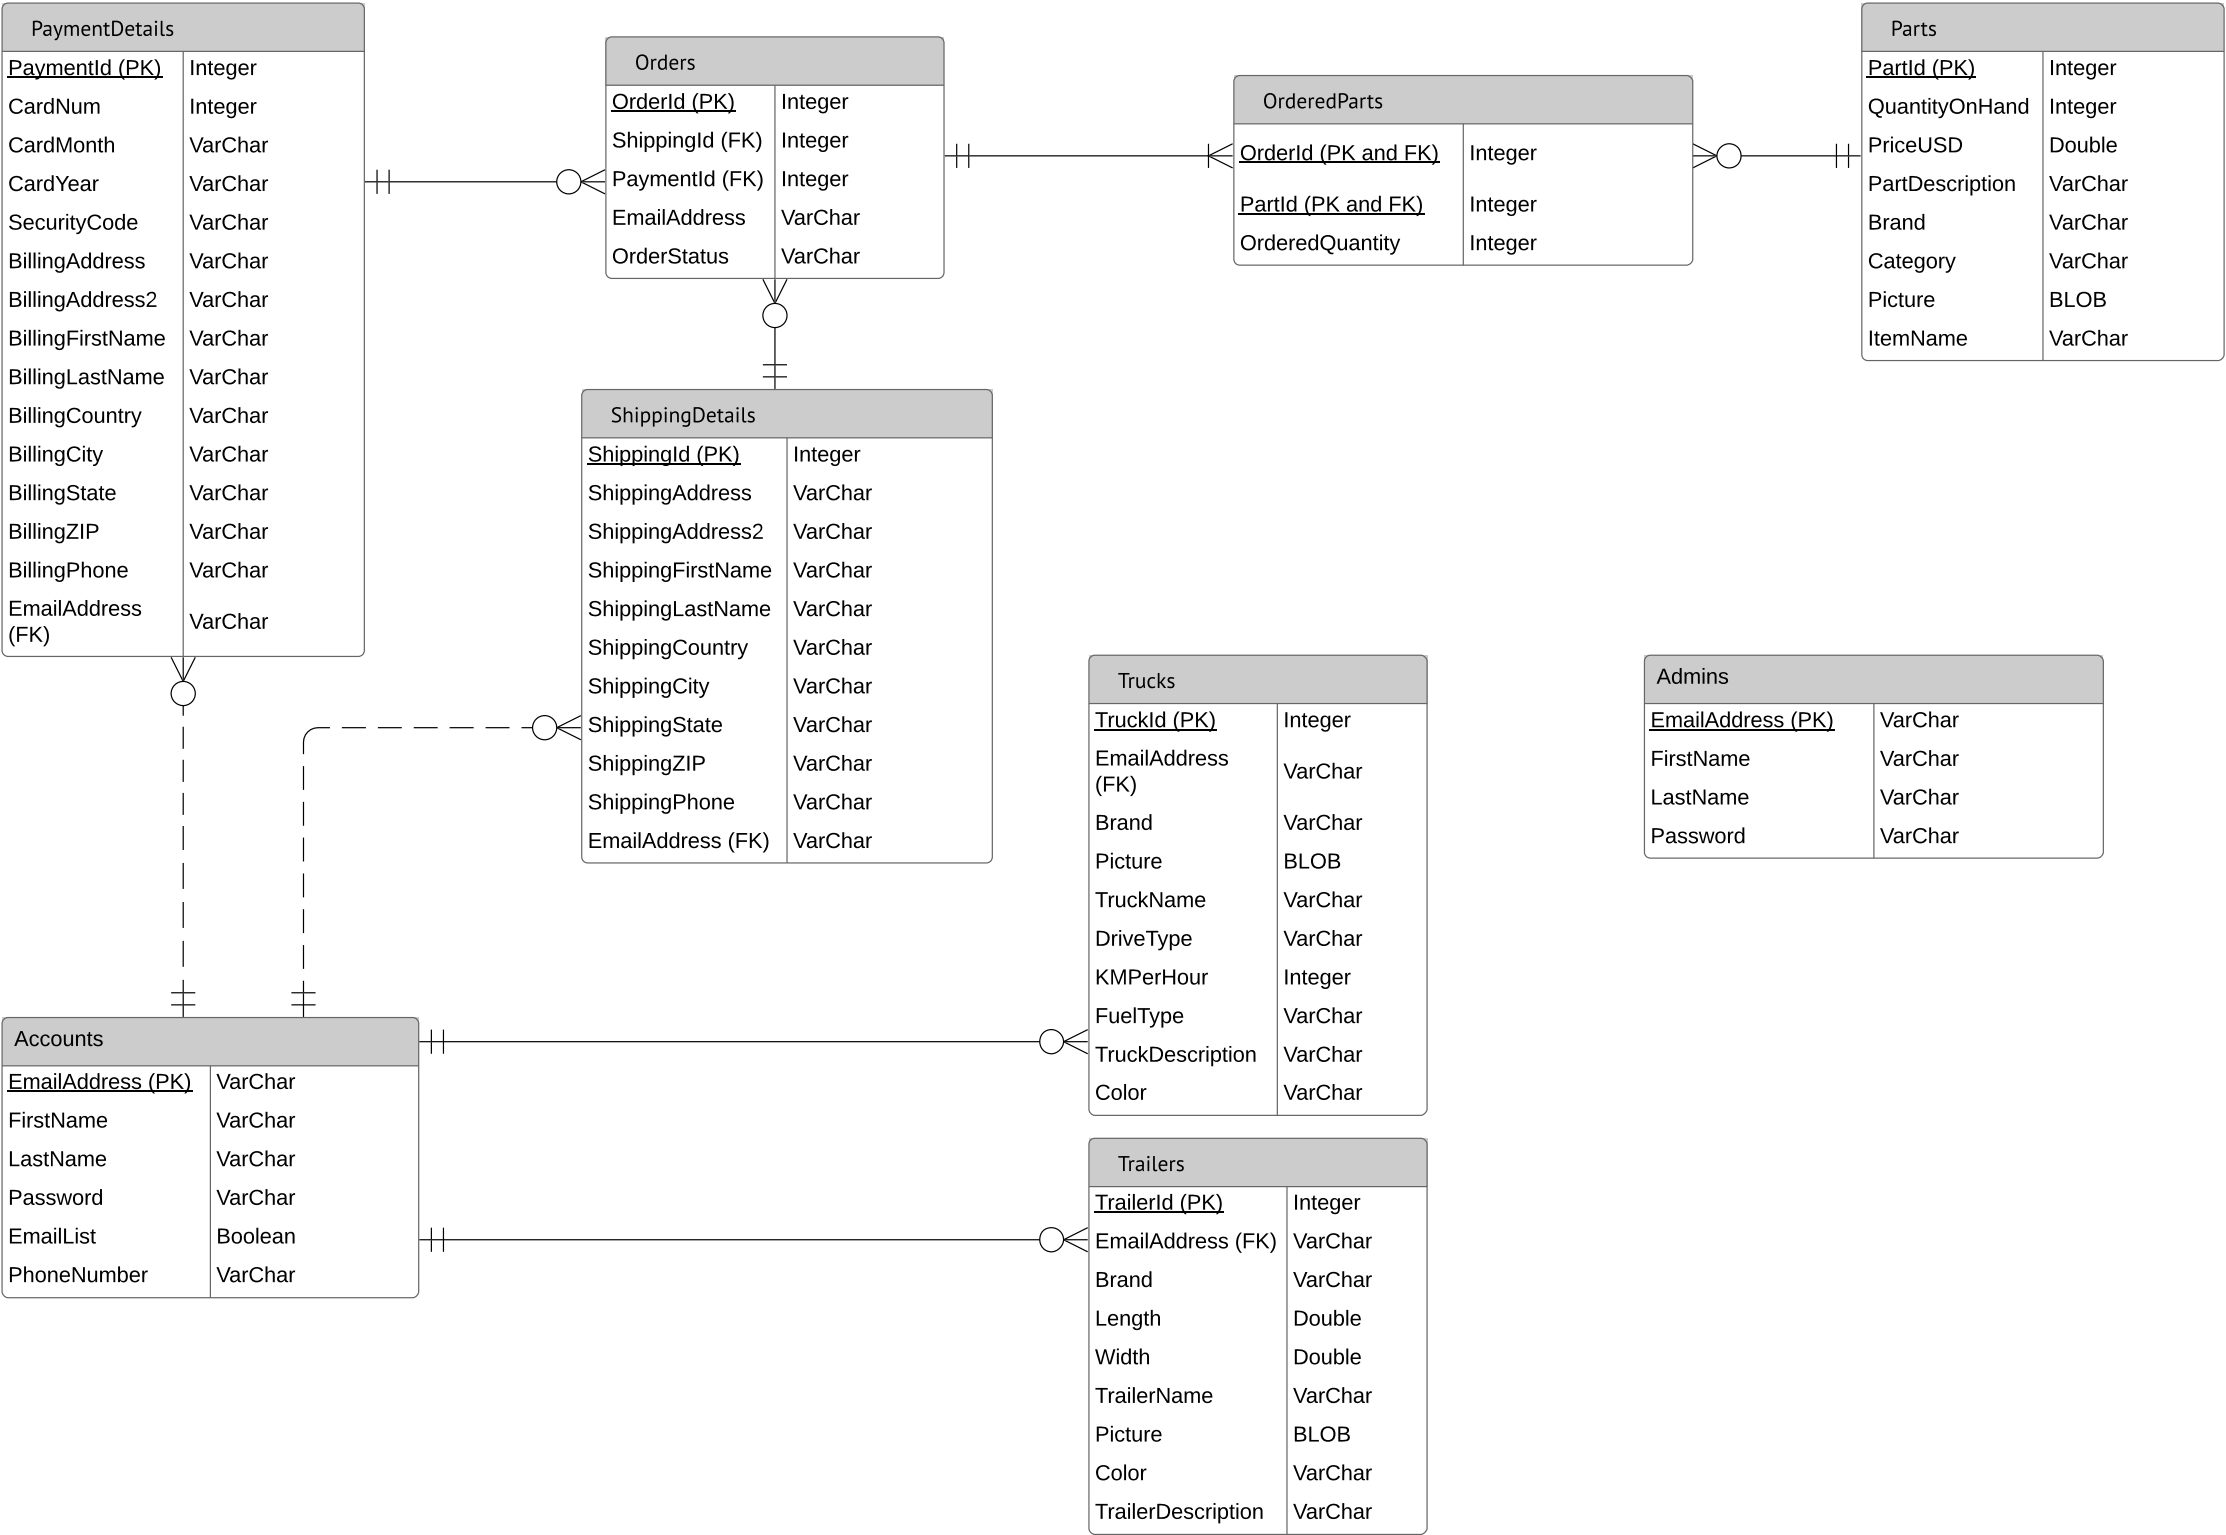 PaymentDetails
PaymentId (PK) Integer
CardNum Integer
CardMonth VarChar
CardYear VarChar
SecurityCode VarChar
BillingAddress VarChar
BillingAddress2 VarChar
BillingFirstName VarChar
BillingLastName VarChar
BillingCountry VarChar
BillingCity VarChar
BillingState VarChar
BillingZIP VarChar
BillingPhone VarChar
EmailAddress
(FK) VarChar
Orders
OrderId (PK) Integer
ShippingId (FK) Integer
PaymentId (FK) Integer
EmailAddress VarChar
OrderStatus VarChar
OrderedParts
OrderId (PK and FK) Integer
PartId (PK and FK) Integer
OrderedQuantity Integer
Parts
PartId (PK) Integer
QuantityOnHand Integer
PriceUSD Double
PartDescription VarChar
Brand VarChar
Category VarChar
Picture BLOB
ItemName VarChar
ShippingDetails
ShippingId (PK) Integer
ShippingAddress VarChar
ShippingAddress2 VarChar
ShippingFirstName VarChar
ShippingLastName VarChar
ShippingCountry VarChar
ShippingCity VarChar
ShippingState VarChar
ShippingZIP VarChar
ShippingPhone VarChar
EmailAddress (FK) VarChar
Trucks
TruckId (PK) Integer
EmailAddress
(FK) VarChar
Brand VarChar
Picture BLOB
TruckName VarChar
DriveType VarChar
KMPerHour Integer
FuelType VarChar
TruckDescription VarChar
Color VarChar
Admins
EmailAddress (PK) VarChar
FirstName VarChar
LastName VarChar
Password VarChar
Accounts
EmailAddress (PK) VarChar
FirstName VarChar
LastName VarChar
Password VarChar
EmailList Boolean
PhoneNumber VarChar
Trailers
TrailerId (PK) Integer
EmailAddress (FK) VarChar
Brand VarChar
Length Double
Width Double
TrailerName VarChar
Picture BLOB
Color VarChar
TrailerDescription VarChar